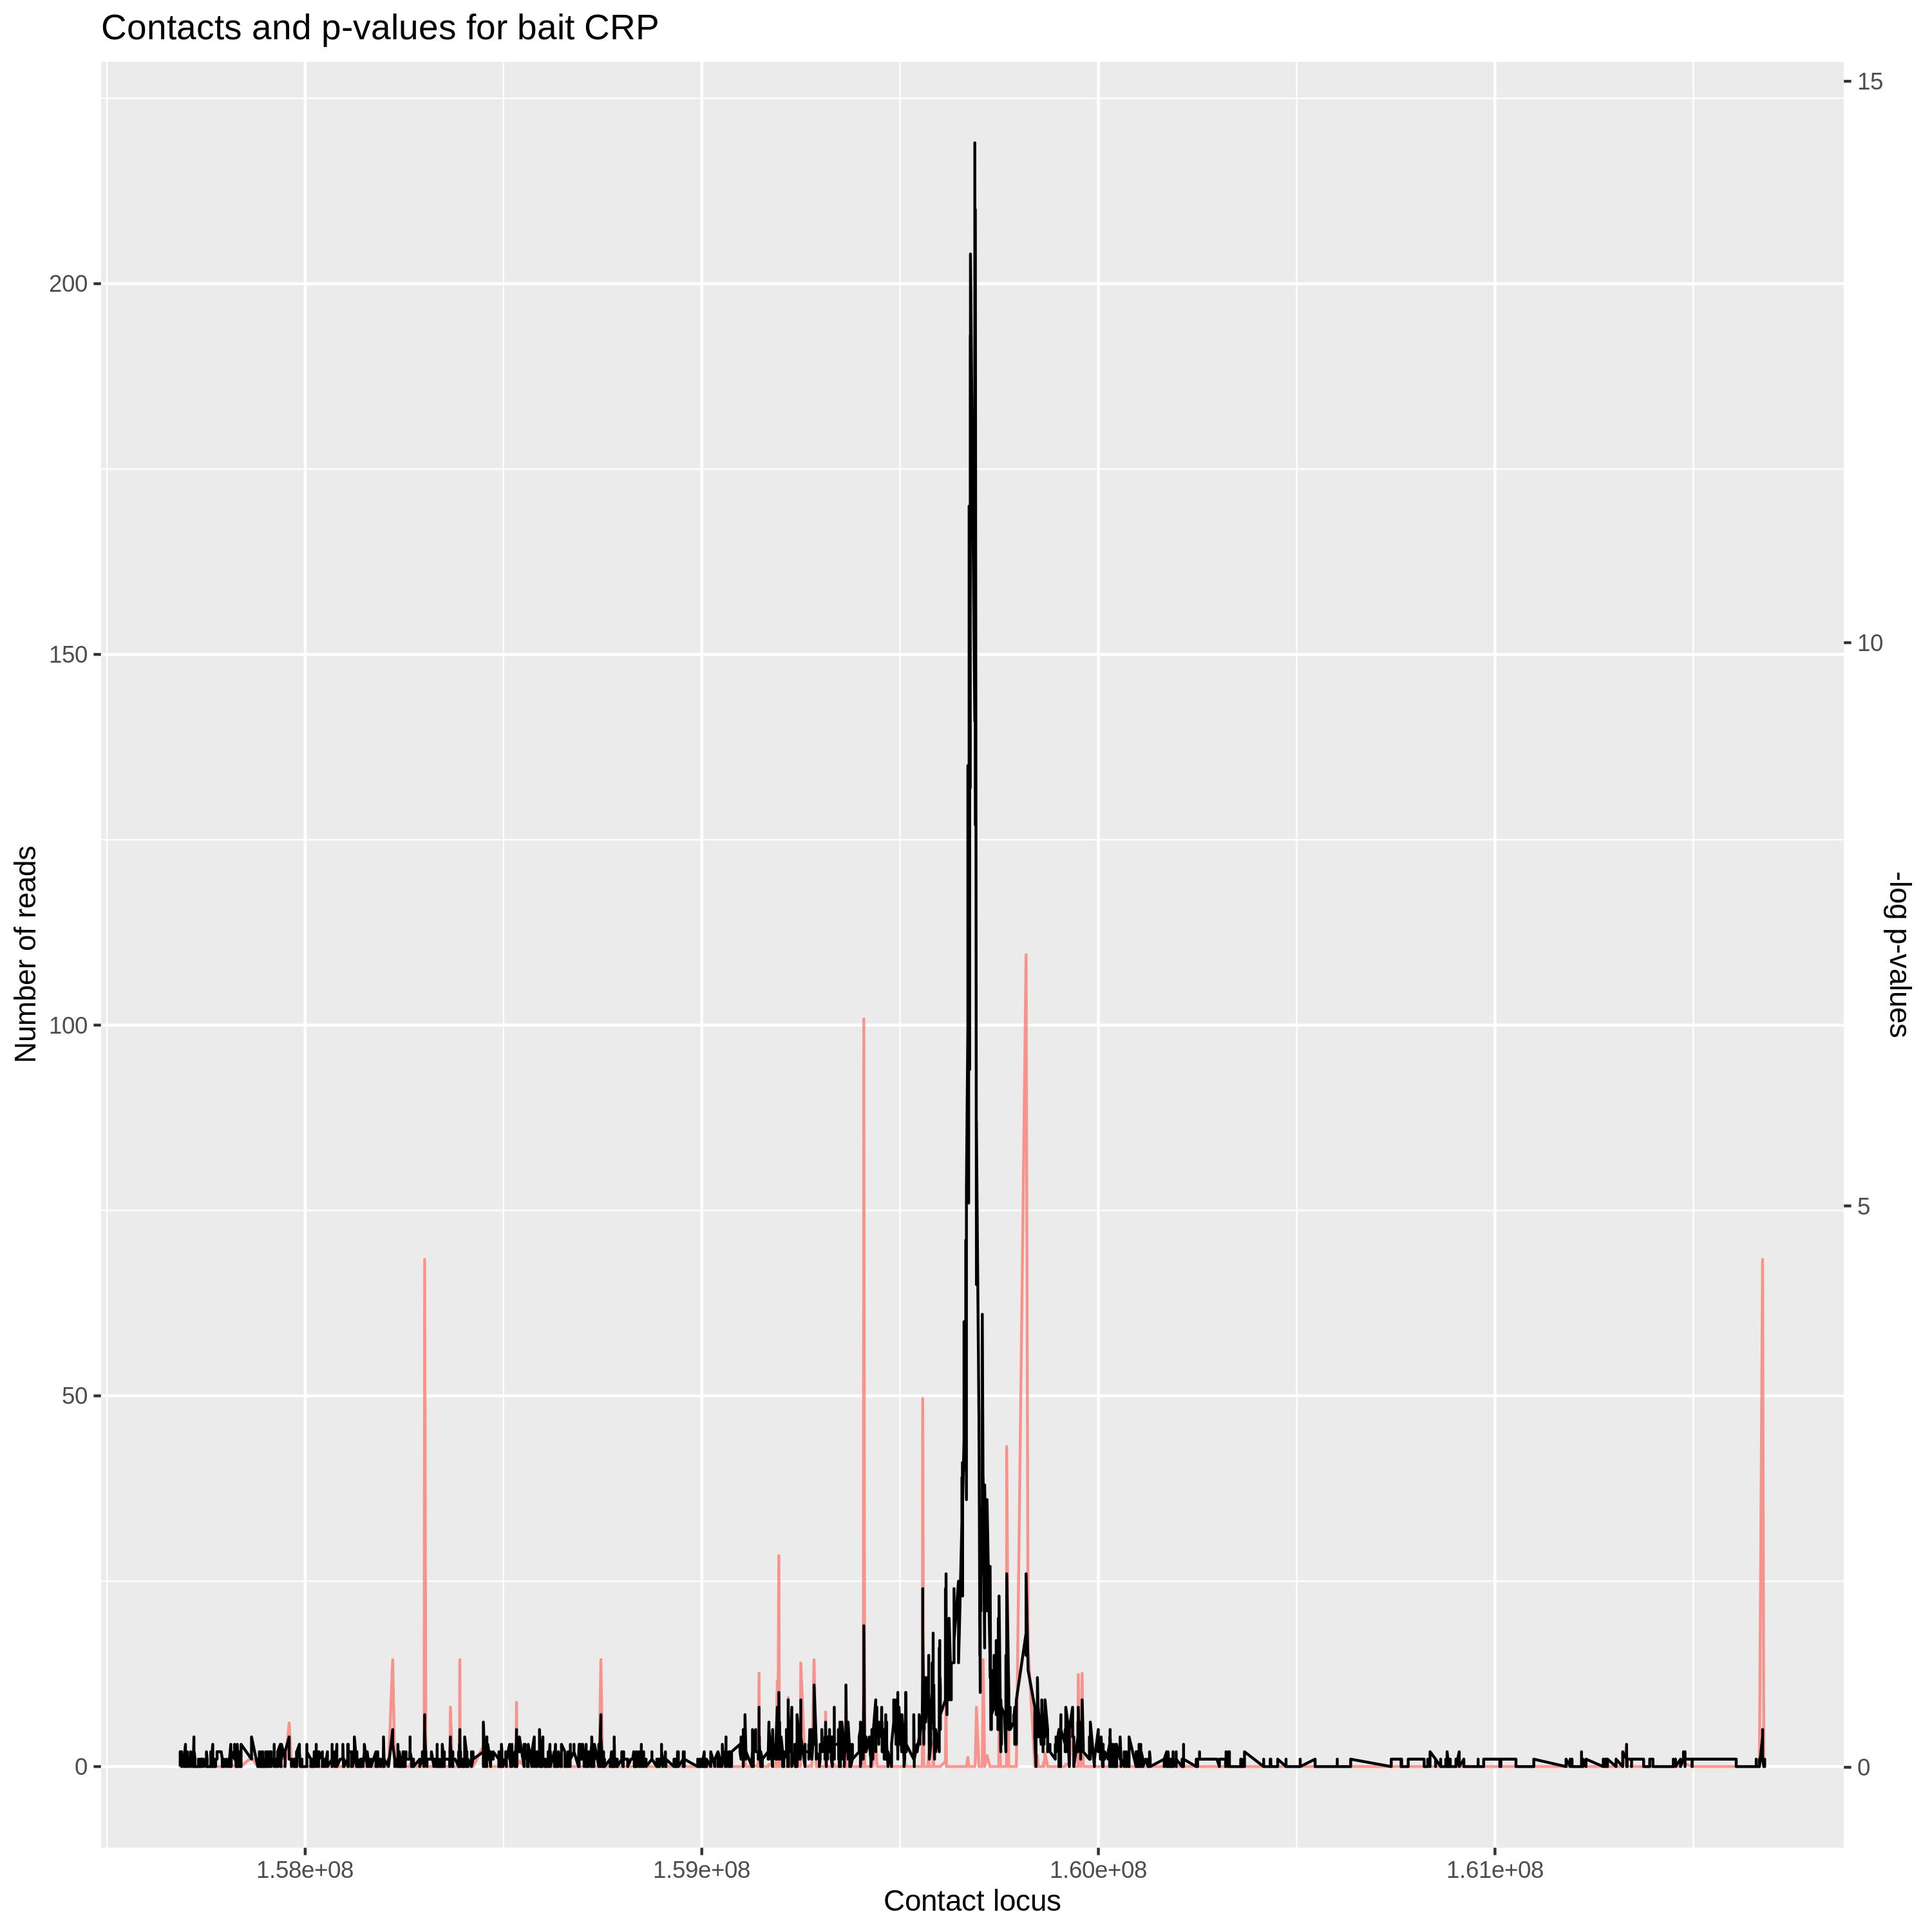 Contacts and p-values for bait CRP
Number of reads
200
150
100
50
0
15
10
5
0
-log p-values
1.58e+08 1.59e+08 1.60e+08 1.61e+08
Contact locus